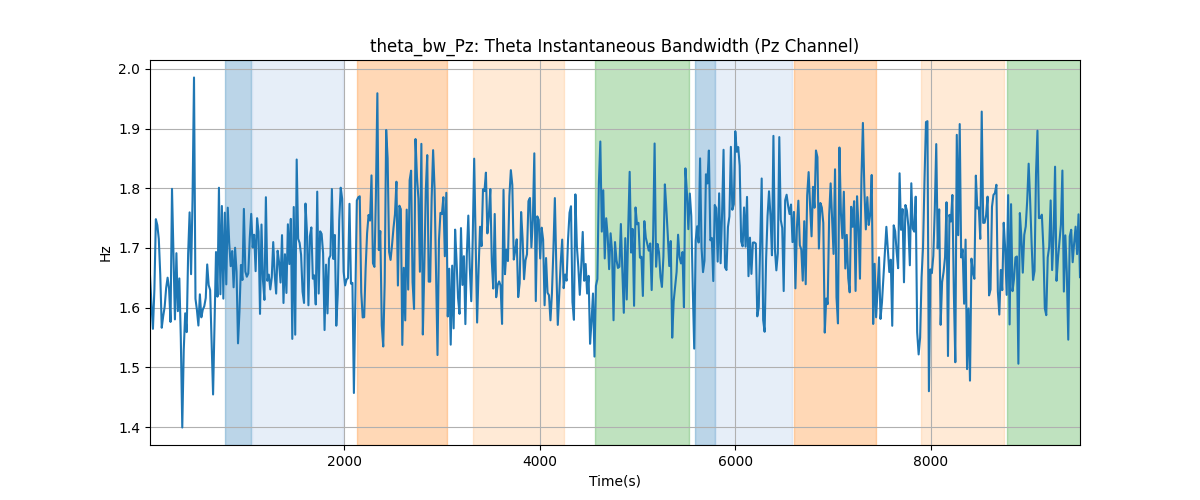 theta_bw_Pz: Theta Instantaneous Bandwidth (Pz Channel)
2.0
1.9
1.8
1.7
1.6
1.5
1.4
Hz
2000 4000 6000 8000
Time(s)